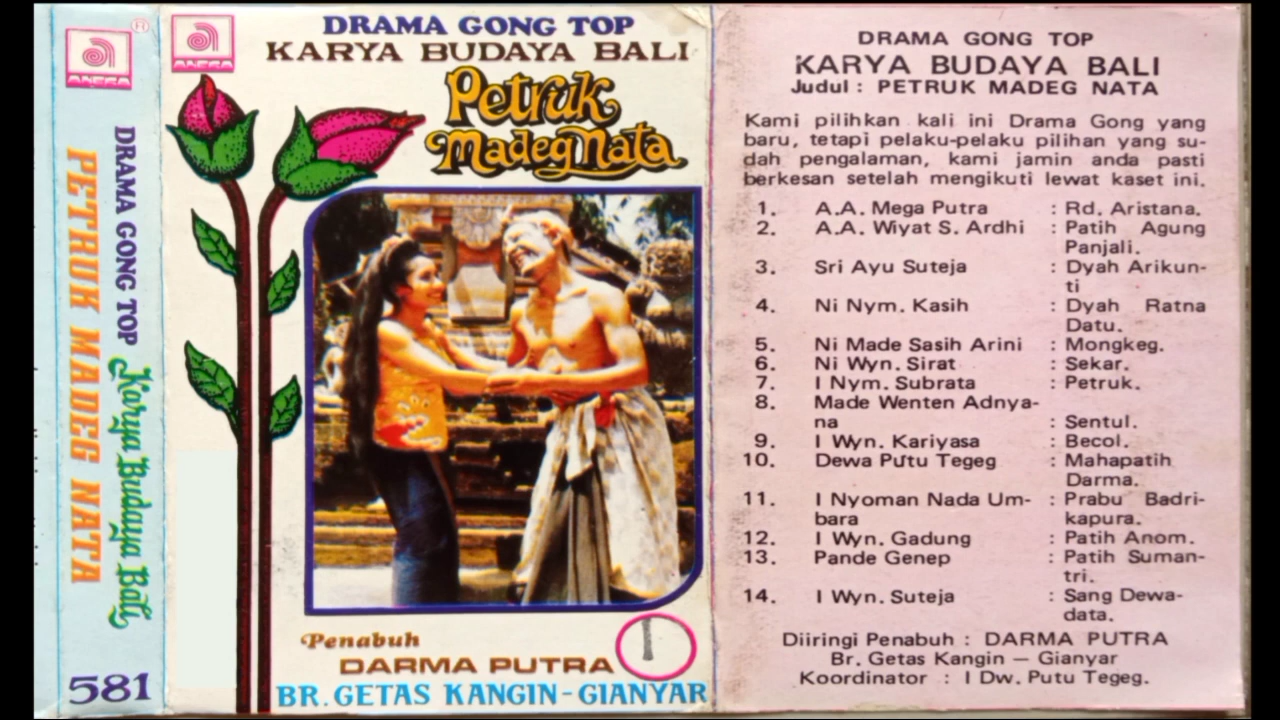 ANEKA
DRAMA GONG TOP Karya Budaya Bali
PETRUK MADEG NATA
581
ANEKA
DRAMA GONG TOP
KARYA BUDAYA BALI
Petruk
Madeg Nata
Penabuh
DARMA PUTRA
I
BR. GETAS KANGIN-GIANYAR
DRAMA GONG TOP
KARYA BUDAYA BALI
Judul : PETRUK MADEG NATA
Kami pilihkan kali ini Drama Gong yang
baru, tetapi pelaku-pelaku pilihan yang su-
dah pengalaman, kami jamin anda pasti
berkesan setelah mengikuti lewat kaset ini.
1. A.A. Mega Putra : Rd. Aristana.
2. A.A. Wiyat S. Ardhi : Patih Agung
Panjali.
3. Sri Ayu Suteja : Dyah Arikun-
ti
4. Ni Nym. Kasih : Dyah Ratna
Datu.
5. Ni Made Sasih Arini : Mongkeg.
6. Ni Wyn. Sirat : Sekar.
7. I Nym. Subrata : Petruk.
8. Made Wenten Adnya-
na : Sentul.
9. I Wyn. Kariyasa : Becol.
10. Dewa Putu Tegeg : Mahapatih
Darma.
11. I Nyoman Nada Um- : Prabu Badri-
bara kapura.
12. I Wyn. Gadung : Patih Anom.
13. Pande Genep : Patih Suman-
tri.
14. I Wyn. Suteja : Sang Dewa-
data.
Diiringi Penabuh : DARMA PUTRA
Br. Getas Kangin — Gianyar
Koordinator : I Dw. Putu Tegeg.